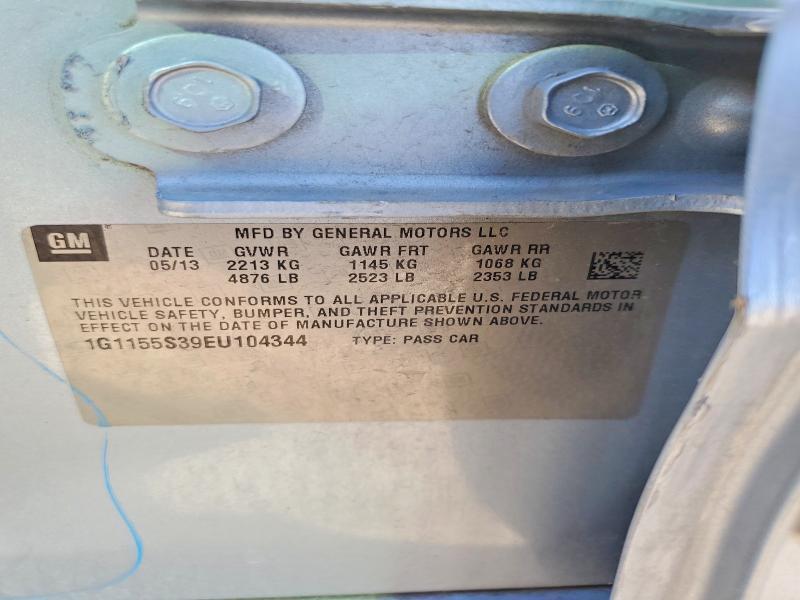 GM
MFD BY GENERAL MOTORS LLC
DATE GVWR GAWR FRT GAWR RR
05/13 2213 KG 1145 KG 1068 KG
4876 LB 2523 LB 2353 LB
THIS VEHICLE CONFORMS TO ALL APPLICABLE U.S. FEDERAL MOTOR
VEHICLE SAFETY, BUMPER, AND THEFT PREVENTION STANDARDS IN
EFFECT ON THE DATE OF MANUFACTURE SHOWN ABOVE.
1G1155S39EU104344 TYPE: PASS CAR